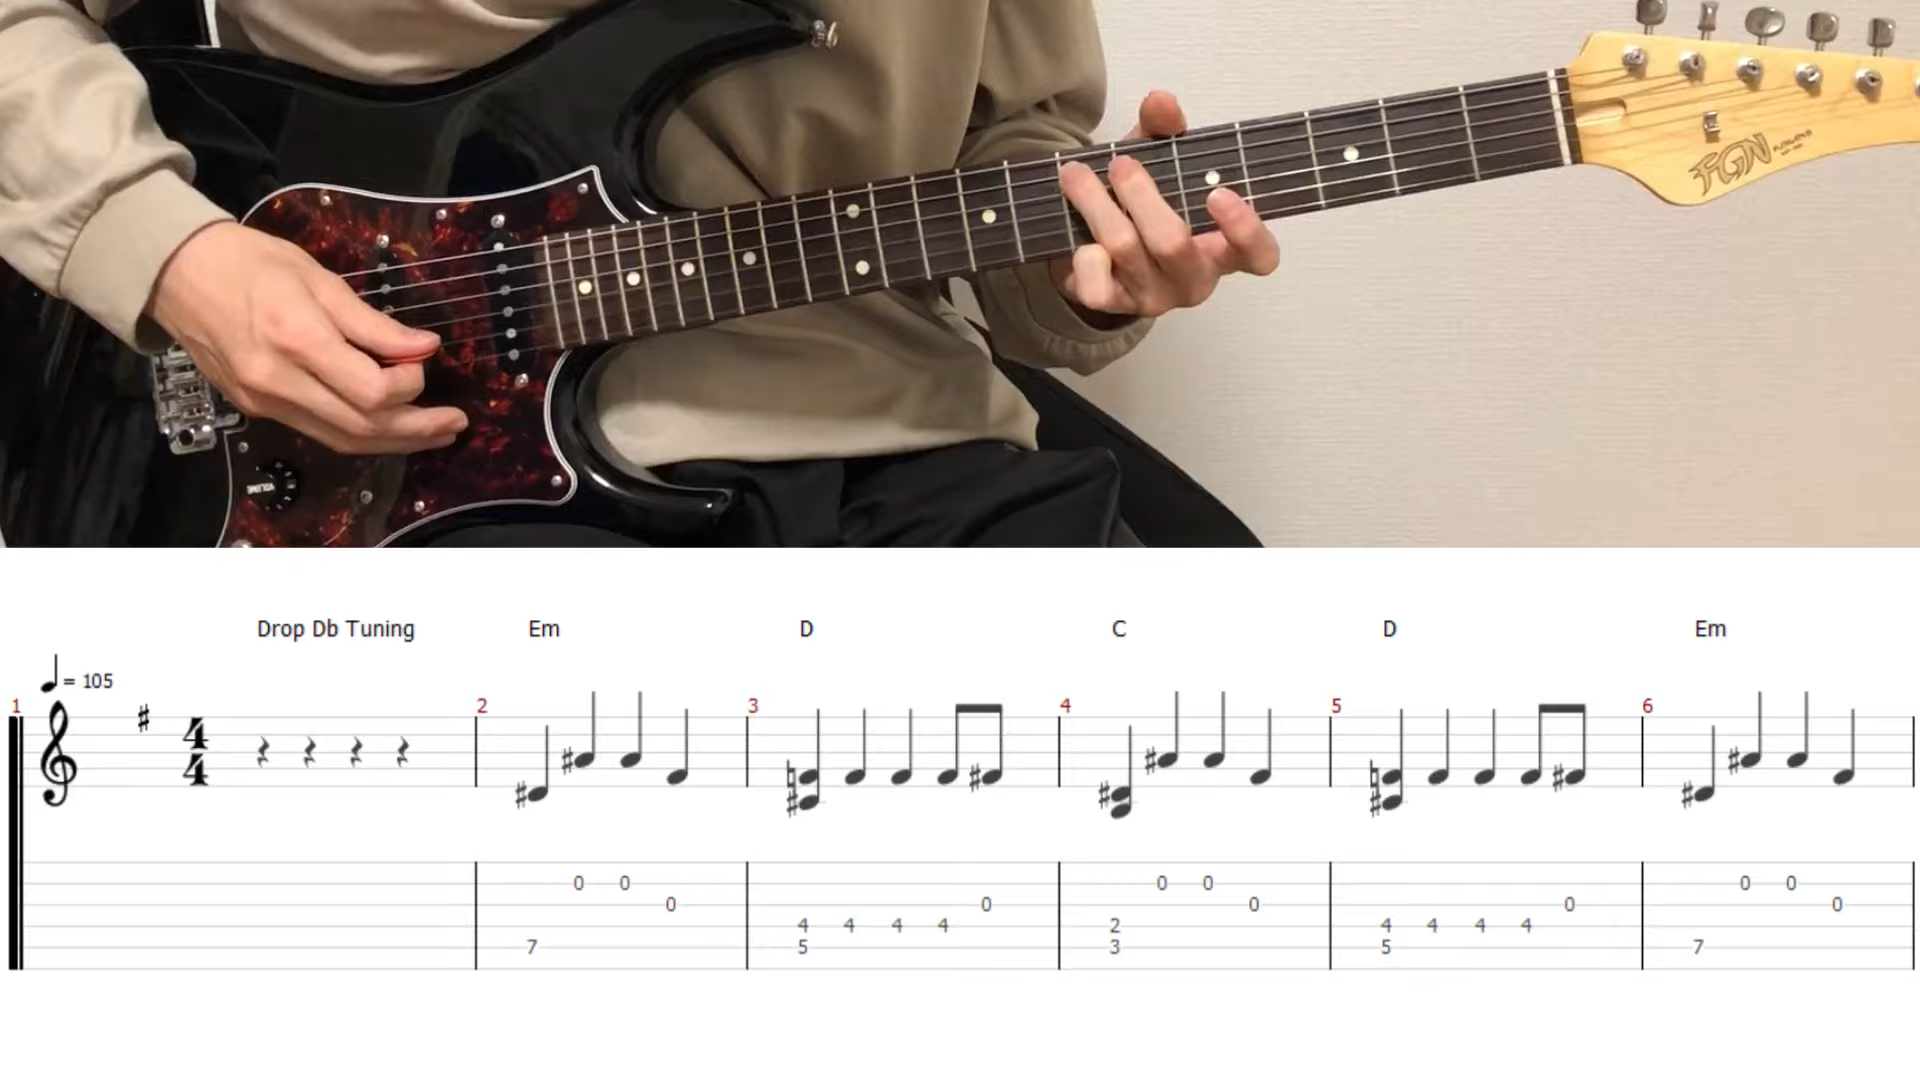 FGN
VOLUME
Drop Db Tuning Em D C D Em
= 105
1 2 3 4 5 6
4
4
0 0 0 0 0 0
0 0 0 0 0
4 4 4 4 2 4 4 4 4
7 5 3 5 7